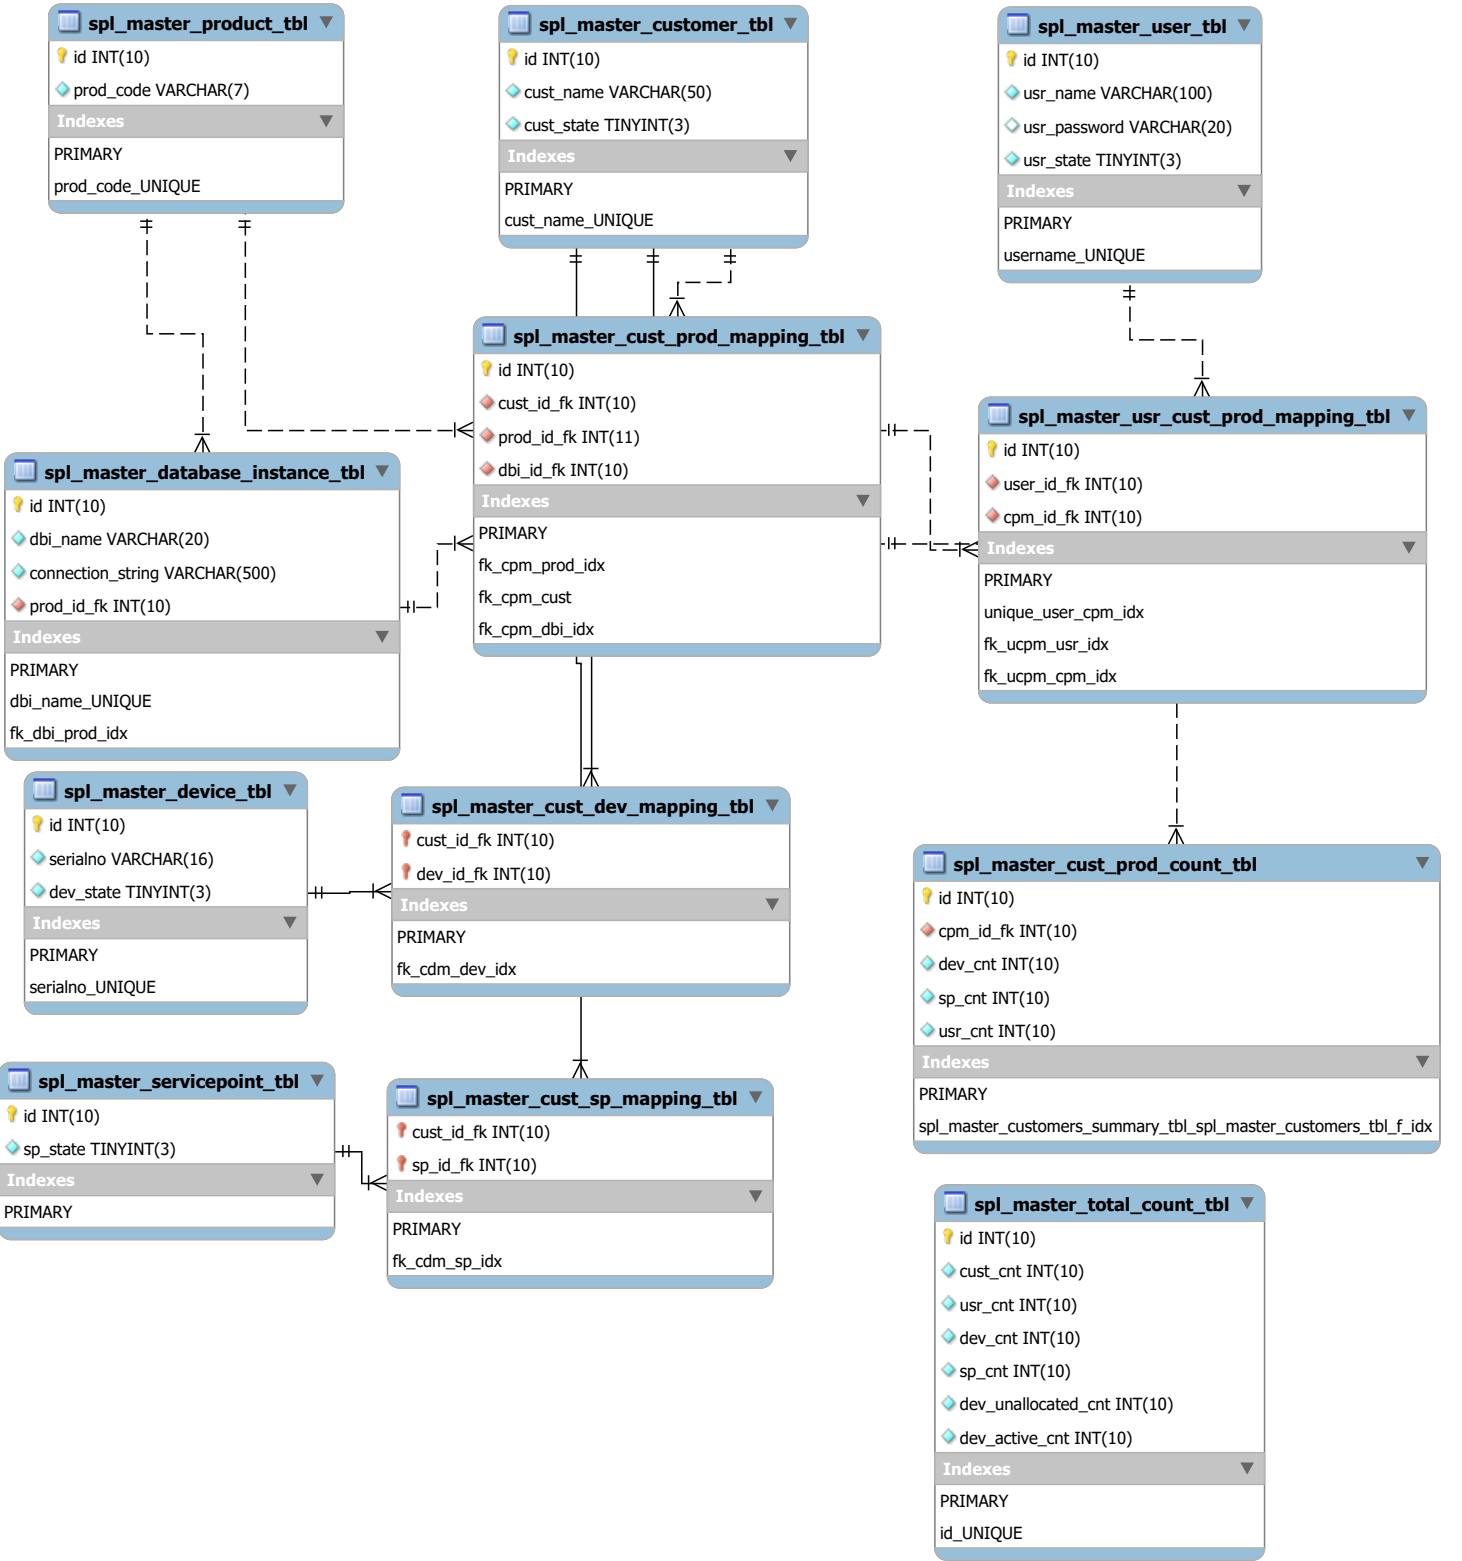 spl_master_product_tbl
id INT(10)
prod_code VARCHAR(7)
Indexes
PRIMARY
prod_code_UNIQUE
spl_master_customer_tbl
id INT(10)
cust_name VARCHAR(50)
cust_state TINYINT(3)
Indexes
PRIMARY
cust_name_UNIQUE
spl_master_user_tbl
id INT(10)
usr_name VARCHAR(100)
usr_password VARCHAR(20)
usr_state TINYINT(3)
Indexes
PRIMARY
username_UNIQUE
spl_master_cust_prod_mapping_tbl
id INT(10)
cust_id_fk INT(10)
prod_id_fk INT(11)
dbi_id_fk INT(10)
Indexes
PRIMARY
fk_cpm_prod_idx
fk_cpm_cust
fk_cpm_dbi_idx
spl_master_usr_cust_prod_mapping_tbl
id INT(10)
user_id_fk INT(10)
cpm_id_fk INT(10)
Indexes
PRIMARY
unique_user_cpm_idx
fk_ucpm_usr_idx
fk_ucpm_cpm_idx
spl_master_database_instance_tbl
id INT(10)
dbi_name VARCHAR(20)
connection_string VARCHAR(500)
prod_id_fk INT(10)
Indexes
PRIMARY
dbi_name_UNIQUE
fk_dbi_prod_idx
spl_master_device_tbl
id INT(10)
serialno VARCHAR(16)
dev_state TINYINT(3)
Indexes
PRIMARY
serialno_UNIQUE
spl_master_cust_dev_mapping_tbl
cust_id_fk INT(10)
dev_id_fk INT(10)
Indexes
PRIMARY
fk_cdm_dev_idx
spl_master_cust_prod_count_tbl
id INT(10)
cpm_id_fk INT(10)
dev_cnt INT(10)
sp_cnt INT(10)
usr_cnt INT(10)
Indexes
PRIMARY
spl_master_customers_summary_tbl_spl_master_customers_tbl_f_idx
spl_master_servicepoint_tbl
id INT(10)
sp_state TINYINT(3)
Indexes
PRIMARY
spl_master_cust_sp_mapping_tbl
cust_id_fk INT(10)
sp_id_fk INT(10)
Indexes
PRIMARY
fk_cdm_sp_idx
spl_master_total_count_tbl
id INT(10)
cust_cnt INT(10)
usr_cnt INT(10)
dev_cnt INT(10)
sp_cnt INT(10)
dev_unallocated_cnt INT(10)
dev_active_cnt INT(10)
Indexes
PRIMARY
id_UNIQUE